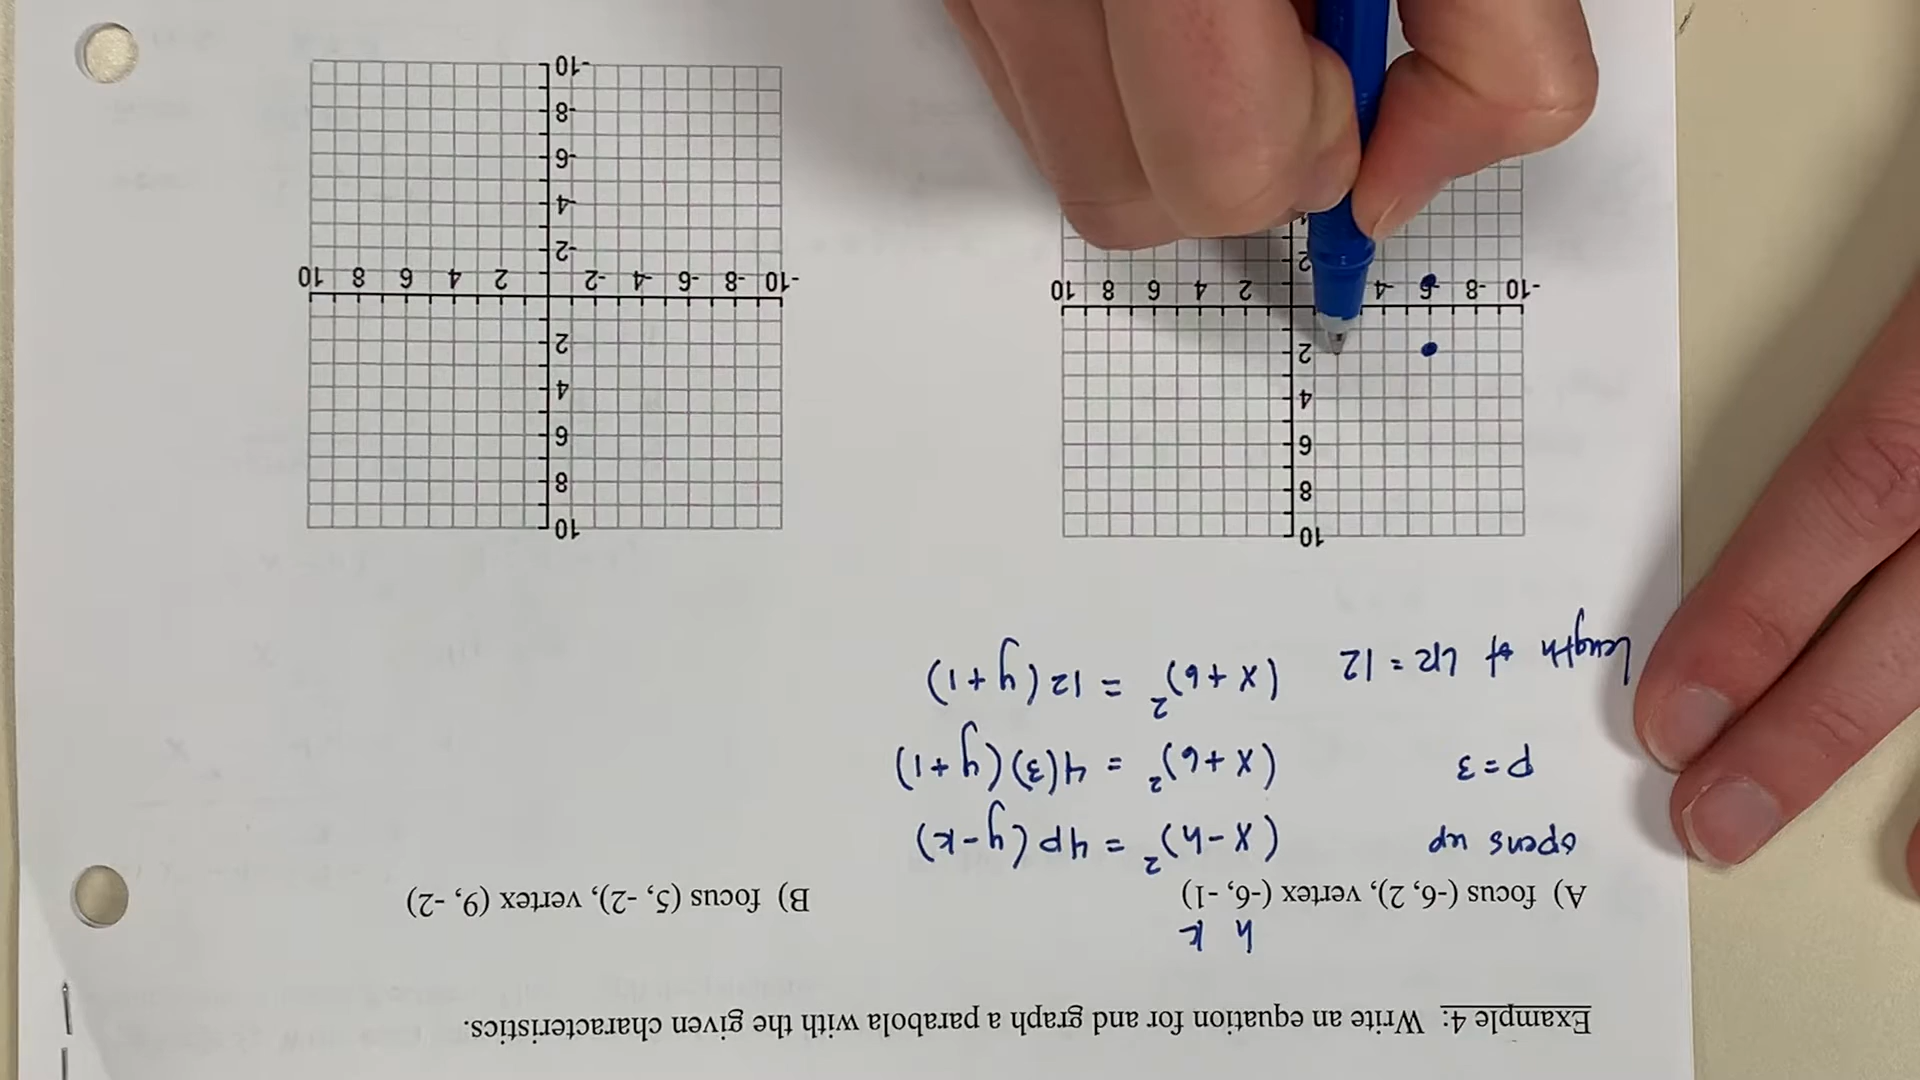 Example 4: Write an equation for and graph a parabola with the given characteristics.
h k
A) focus (-6, 2), vertex (-6, -1)
B) focus (5, -2), vertex (9, -2)
opens up (x-h)² = 4p(y-k)
p=3 (x+6)² = 4(3)(y+1)
length of LR = 12 (x+6)² = 12(y+1)
10
8
6
4
2
-10 -8 -6 -4 2 4 6 8 10
10
8
6
4
2
-10 -8 -6 -4 -2 2 4 6 8 10
-2
-4
-6
-8
-10